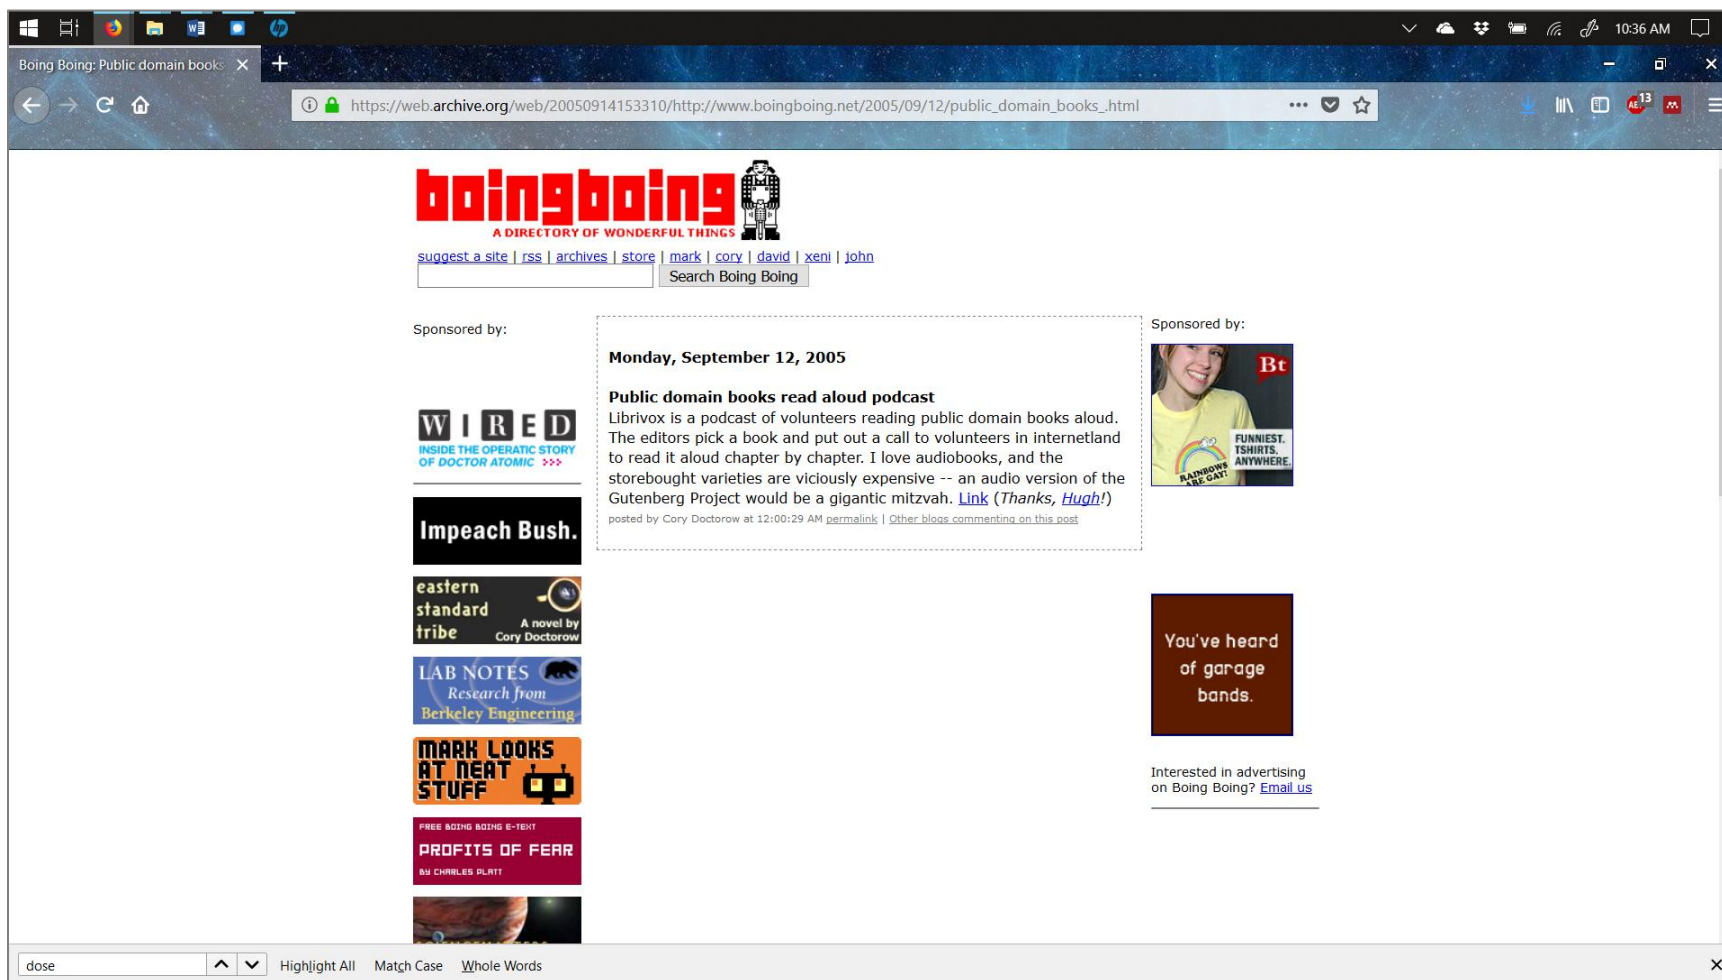 10:36 AM
Boing Boing: Public domain books
https://web.archive.org/web/20050914153310/http://www.boingboing.net/2005/09/12/public_domain_books_.html
13
boingboing
A DIRECTORY OF WONDERFUL THINGS
suggest a site | rss | archives | store | mark | cory | david | xeni | john
Search Boing Boing
Sponsored by:
WIRED
INSIDE THE OPERATIC STORY
OF DOCTOR ATOMIC >>>
Impeach Bush.
eastern
standard
tribe
A novel by
Cory Doctorow
LAB NOTES
Research from
Berkeley Engineering
MARK LOOKS
AT NEAT
STUFF
FREE BOING BOING E-TEXT
PROFITS OF FEAR
BY CHARLES PLATT
Monday, September 12, 2005
Public domain books read aloud podcast
Librivox is a podcast of volunteers reading public domain books aloud.
The editors pick a book and put out a call to volunteers in internetland
to read it aloud chapter by chapter. I love audiobooks, and the
storebought varieties are viciously expensive -- an audio version of the
Gutenberg Project would be a gigantic mitzvah. Link (Thanks, Hugh!)
posted by Cory Doctorow at 12:00:29 AM permalink | Other blogs commenting on this post
Sponsored by:
Bt
FUNNIEST.
TSHIRTS.
ANYWHERE.
RAINBOWS
ARE GAY!
You've heard
of garage
bands.
Interested in advertising
on Boing Boing? Email us
dose
Highlight All Match Case Whole Words